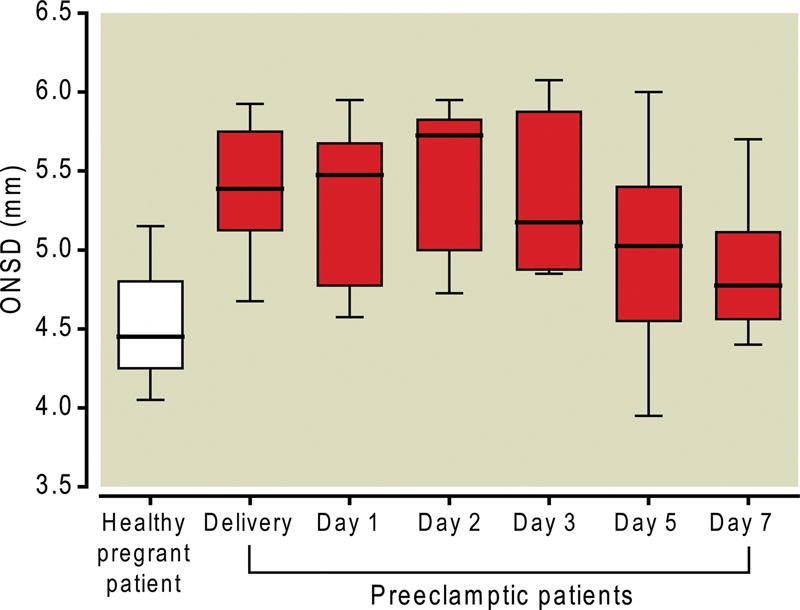 ONSD (mm)
6.5
6.0
5.5
5.0
4.5
4.0
3.5
Healthy
pregrant
patient
Delivery
Day 1
Day 2
Day 3
Day 5
Day 7
Preeclamptic patients